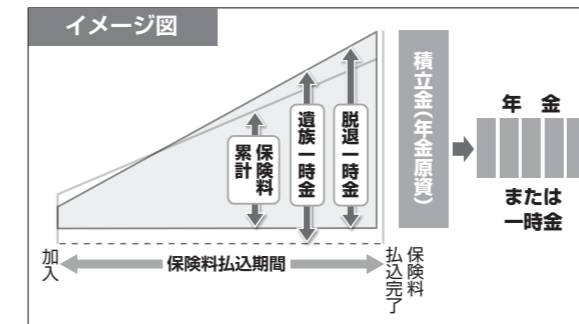 イメージ図
保険料
累計
遺族一時金
脱退一時金
積立金(年金原資)
年 金
または
一時金
加入
保険料払込期間
保険料
払込完了